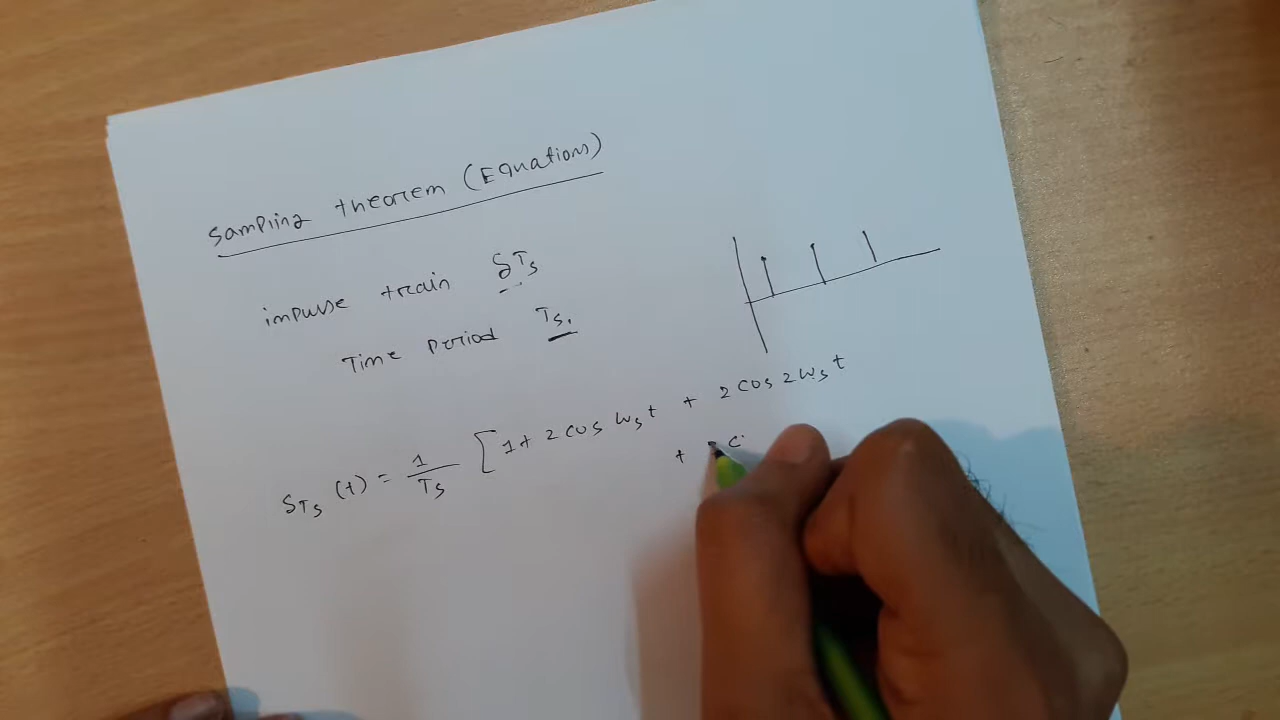 Sampling theorem (Equations)
impulse train δTs
Time period Ts.
δTs (t) = 1/Ts [1+ 2 cos ωs t + 2 cos 2ωs t
+ 2 c